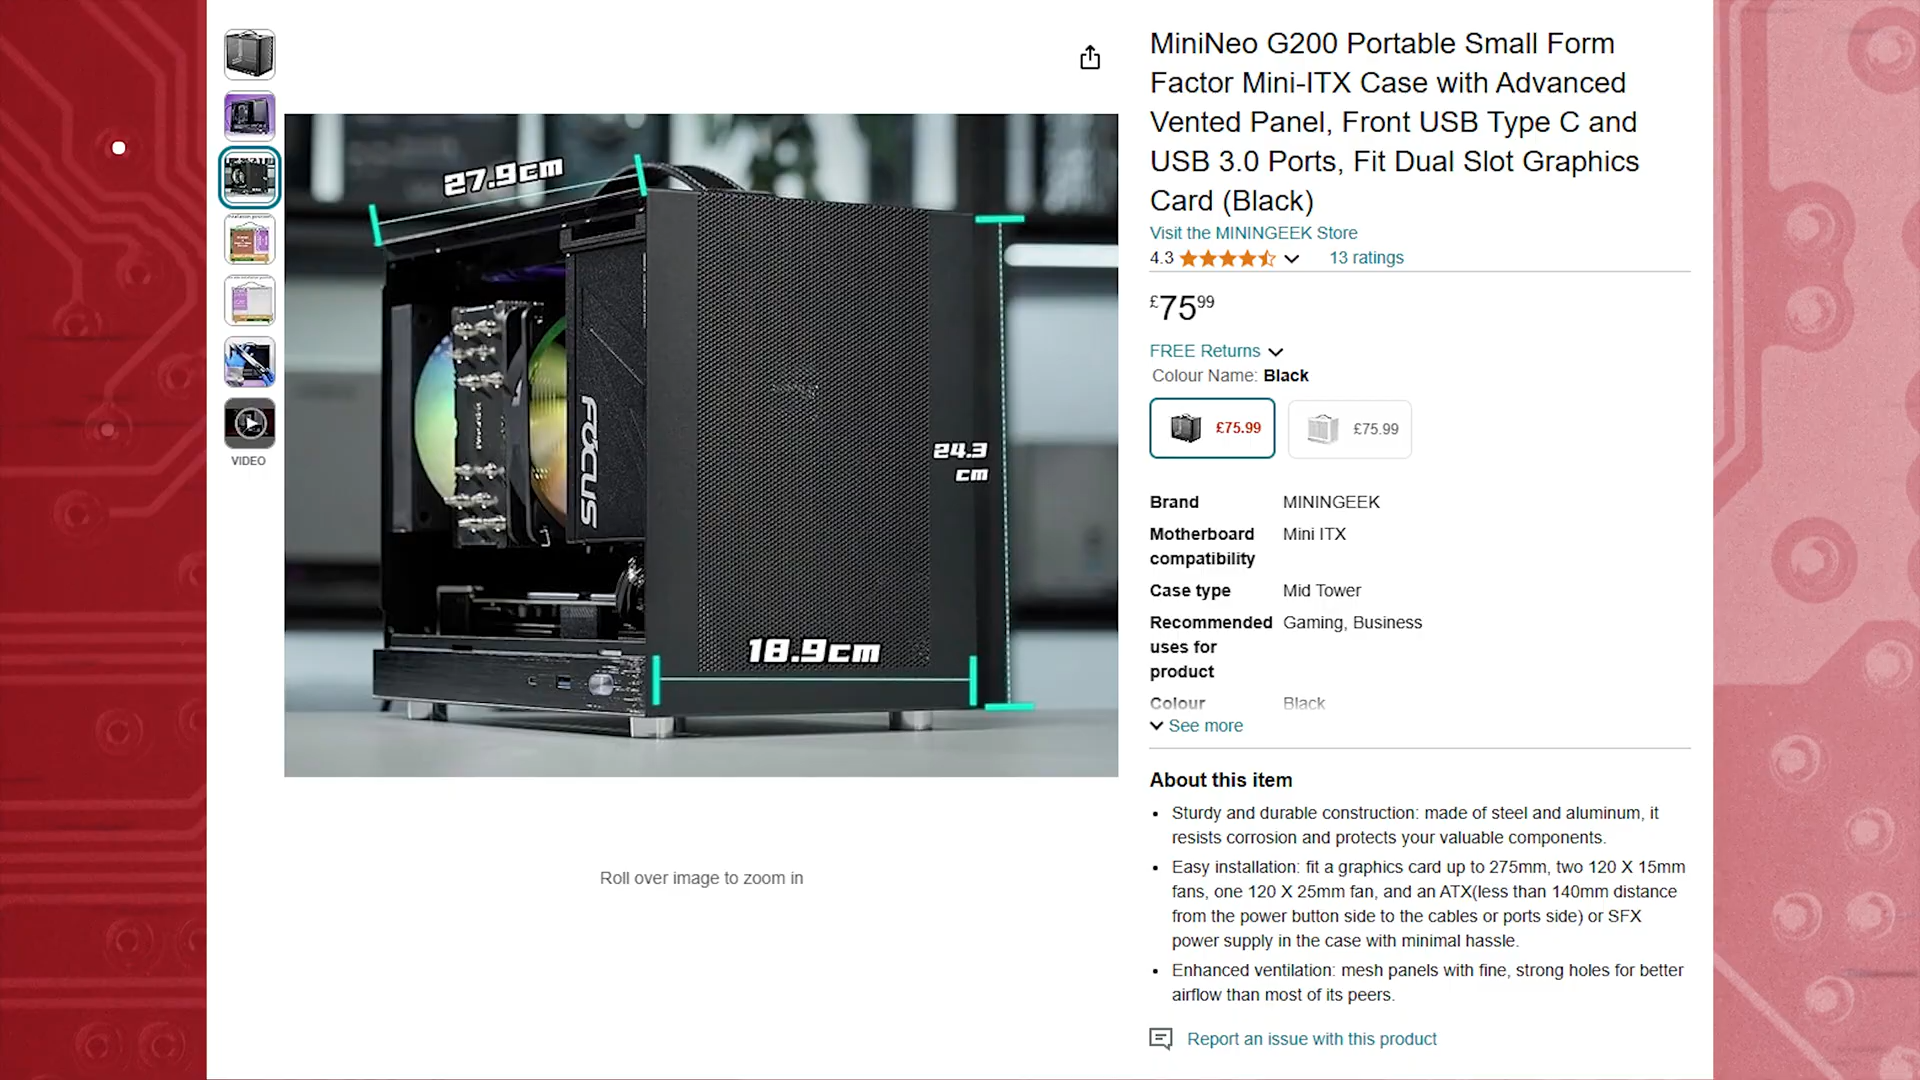 MiniNeo G200 Portable Small Form
Factor Mini-ITX Case with Advanced
Vented Panel, Front USB Type C and
USB 3.0 Ports, Fit Dual Slot Graphics
Card (Black)
Visit the MININGEEK Store
4.3
13 ratings
£75.99
FREE Returns
Colour Name: Black
£75.99
£75.99
Brand MININGEEK
Motherboard compatibility Mini ITX
Case type Mid Tower
Recommended uses for product Gaming, Business
Colour Black
See more
About this item
• Sturdy and durable construction: made of steel and aluminum, it
resists corrosion and protects your valuable components.
• Easy installation: fit a graphics card up to 275mm, two 120 X 15mm
fans, one 120 X 25mm fan, and an ATX(less than 140mm distance
from the power button side to the cables or ports side) or SFX
power supply in the case with minimal hassle.
• Enhanced ventilation: mesh panels with fine, strong holes for better
airflow than most of its peers.
Report an issue with this product
VIDEO
27.9cm
24.3
cm
18.9cm
FOCUS
Roll over image to zoom in